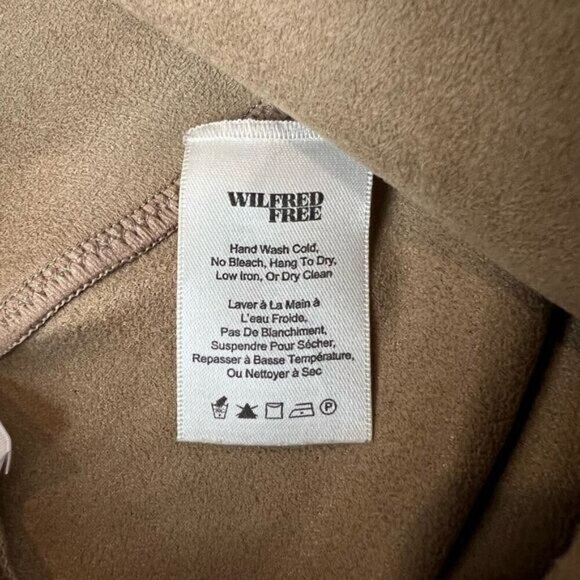 WILFRED
FREE
Hand Wash Cold,
No Bleach, Hang To Dry,
Low Iron, Or Dry Clean
Laver à La Main à
L'eau Froide,
Pas De Blanchiment,
Suspendre Pour Sécher,
Repasser à Basse Température,
Ou Nettoyer à Sec
P